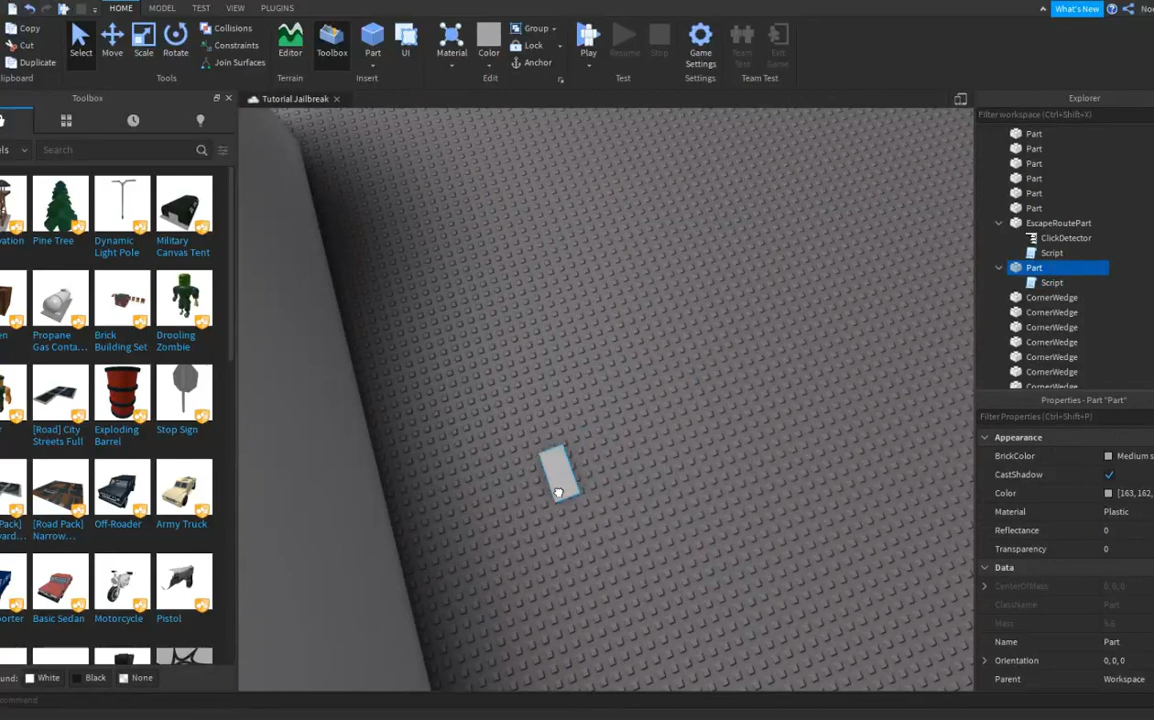 HOME MODEL TEST VIEW PLUGINS What's New
Copy Cut Duplicate
Select Move Scale Rotate Collisions Constraints Join Surfaces Editor Toolbox Part UI Material Color Group Lock Anchor Play Resume Stop Game Settings Team Test Exit Game
Tools Terrain Insert Edit Test Settings Team Test
Toolbox
Tutorial Jailbreak
Search
Pine Tree
Dynamic Light Pole
Military Canvas Tent
Propane Gas Conta...
Brick Building Set
Drooling Zombie
[Road] City Streets Full
Exploding Barrel
Stop Sign
[Road Pack] Narrow...
Off-Roader
Army Truck
Basic Sedan
Motorcycle
Pistol
White Black None
Explorer
Filter workspace (Ctrl+Shift+X)
Part
Part
Part
Part
Part
Part
EscapeRoutePart
ClickDetector
Script
Part
Script
CornerWedge
CornerWedge
CornerWedge
CornerWedge
CornerWedge
CornerWedge
CornerWedge
Properties - Part "Part"
Filter Properties (Ctrl+Shift+P)
Appearance
BrickColor Medium s
CastShadow
Color [163, 162,
Material Plastic
Reflectance 0
Transparency 0
Data
CenterOfMass 0, 0, 0
ClassName Part
Mass
Name Part
Orientation 0, 0, 0
Parent Workspace